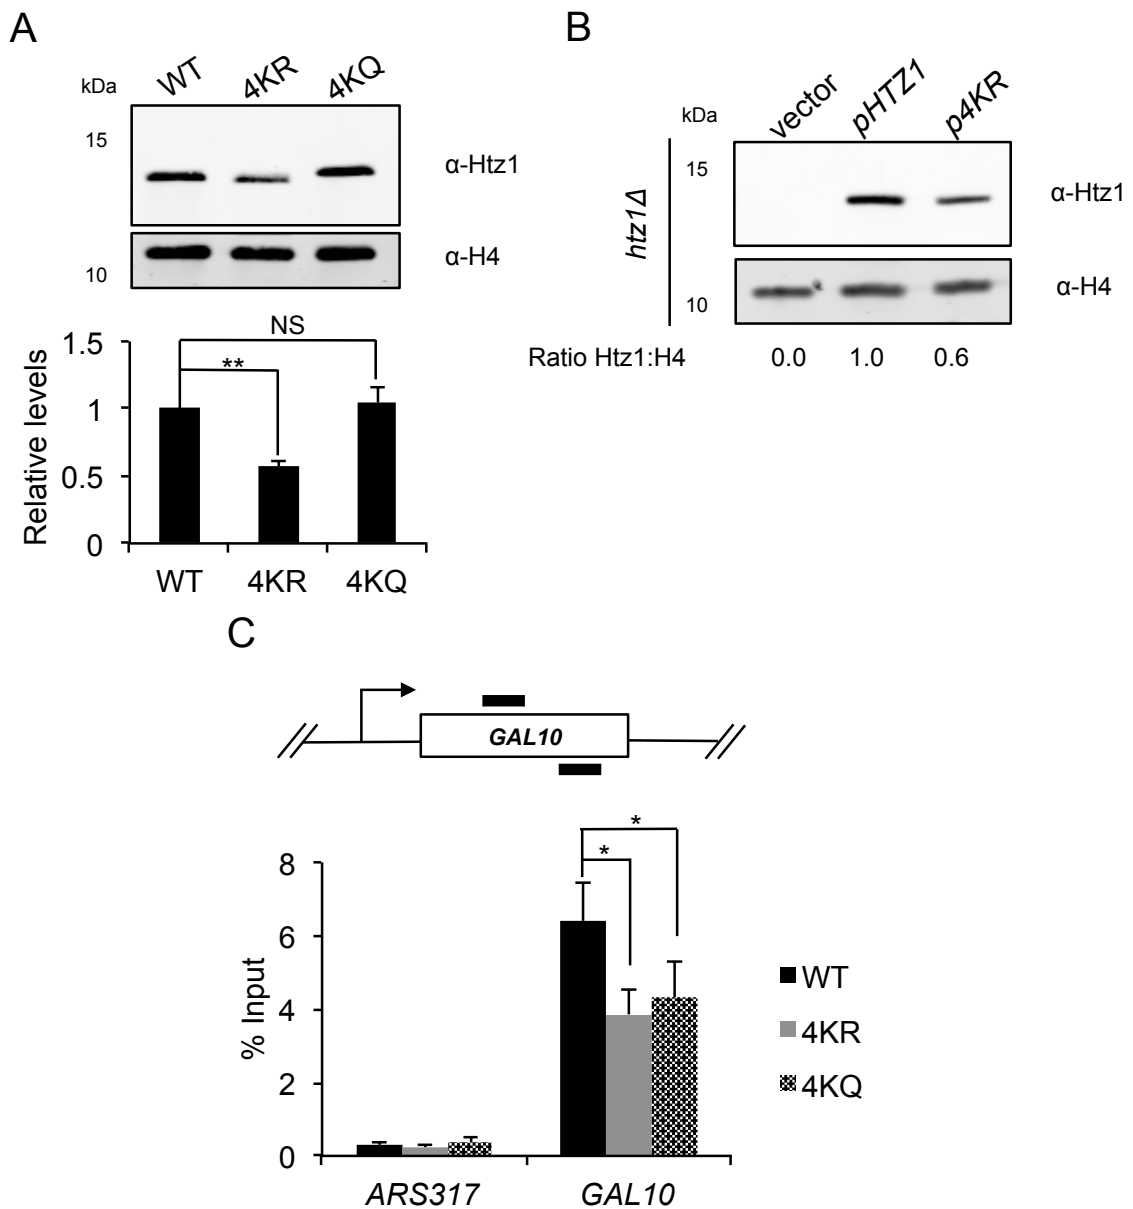 A
kDa WT 4KR 4KQ
15
α-Htz1
α-H4
10
NS
**
1.5
1
0.5
0
Relative levels
WT 4KR 4KQ
B
kDa vector pHTZ1 p4KR
htz1Δ
15
α-Htz1
α-H4
10
Ratio Htz1:H4 0.0 1.0 0.6
C
GAL10
*
*
8
6
4
2
0
% Input
WT
4KR
4KQ
ARS317 GAL10